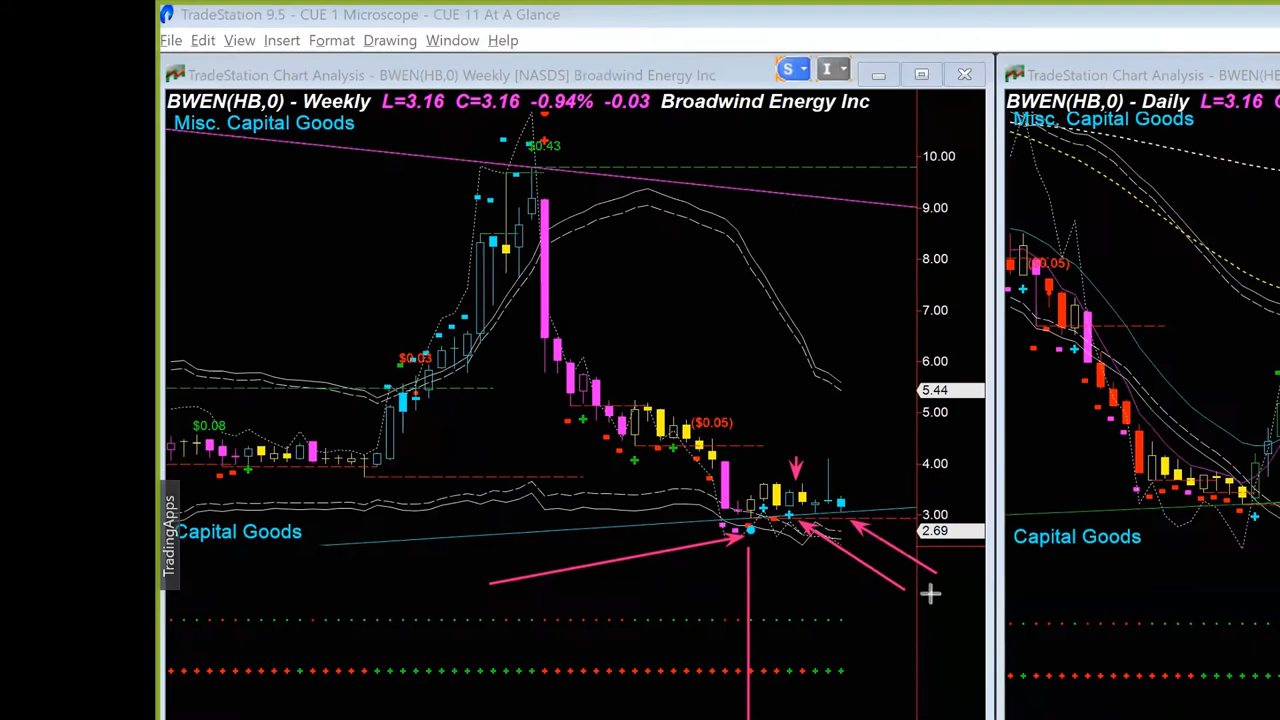 TradeStation 9.5 - CUE 1 Microscope - CUE 11 At A Glance
File Edit View Insert Format Drawing Window Help
TradeStation Chart Analysis - BWEN(HB,0) Weekly [NASDS] Broadwind Energy Inc
S
I
BWEN(HB,0) - Weekly L=3.16 C=3.16 -0.94% -0.03 Broadwind Energy Inc
Misc. Capital Goods
$0.43
10.00
9.00
8.00
7.00
6.00
$0.03
5.44
5.00
$0.08
($0.05)
4.00
3.00
2.69
Capital Goods
TradingApps
TradeStation Chart Analysis - BWEN(HB
BWEN(HB,0) - Daily L=3.16
Misc. Capital Goods
($0.05)
Capital Goods